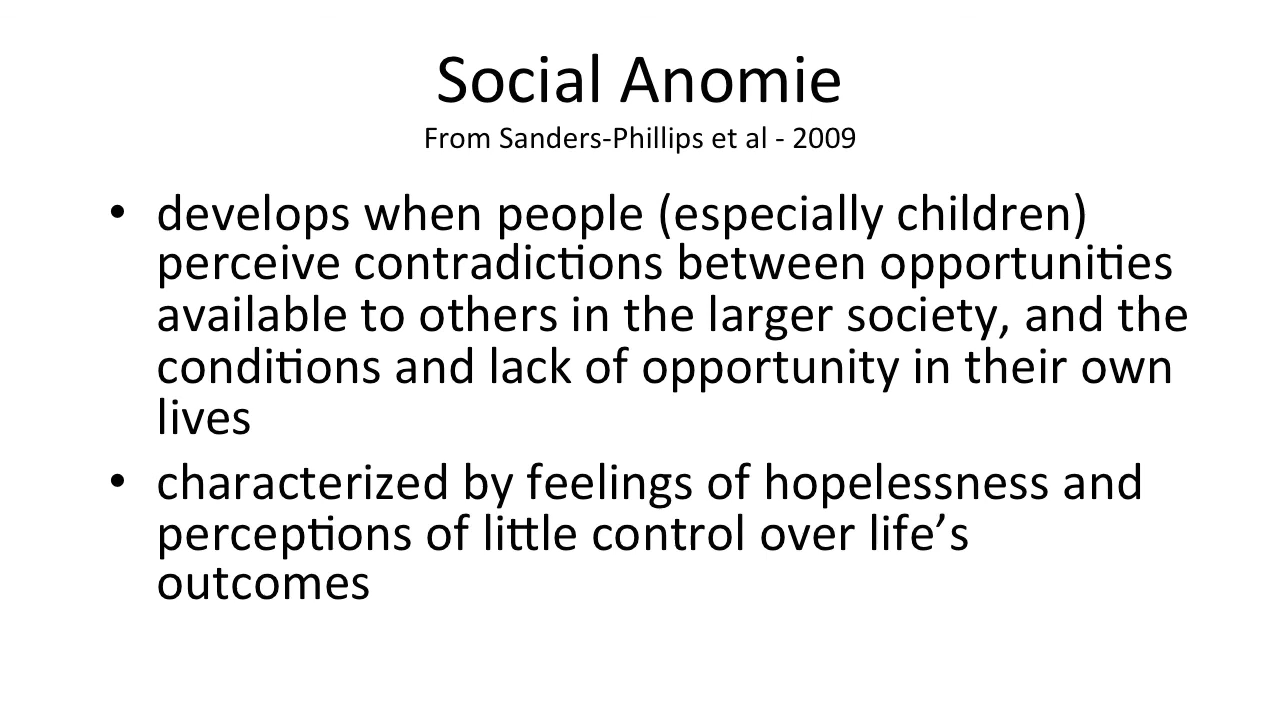 Social Anomie
From Sanders-Phillips et al - 2009
• develops when people (especially children)
perceive contradictions between opportunities
available to others in the larger society, and the
conditions and lack of opportunity in their own
lives
• characterized by feelings of hopelessness and
perceptions of little control over life’s
outcomes